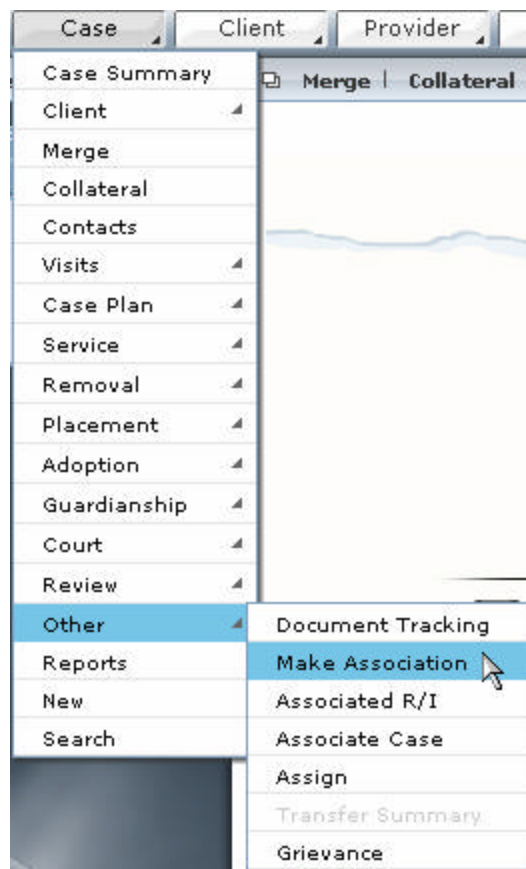 Case Client Provider
Merge | Collateral
Case Summary
Client
Merge
Collateral
Contacts
Visits
Case Plan
Service
Removal
Placement
Adoption
Guardianship
Court
Review
Other
Reports
New
Search
Document Tracking
Make Association
Associated R/I
Associate Case
Assign
Transfer Summary
Grievance